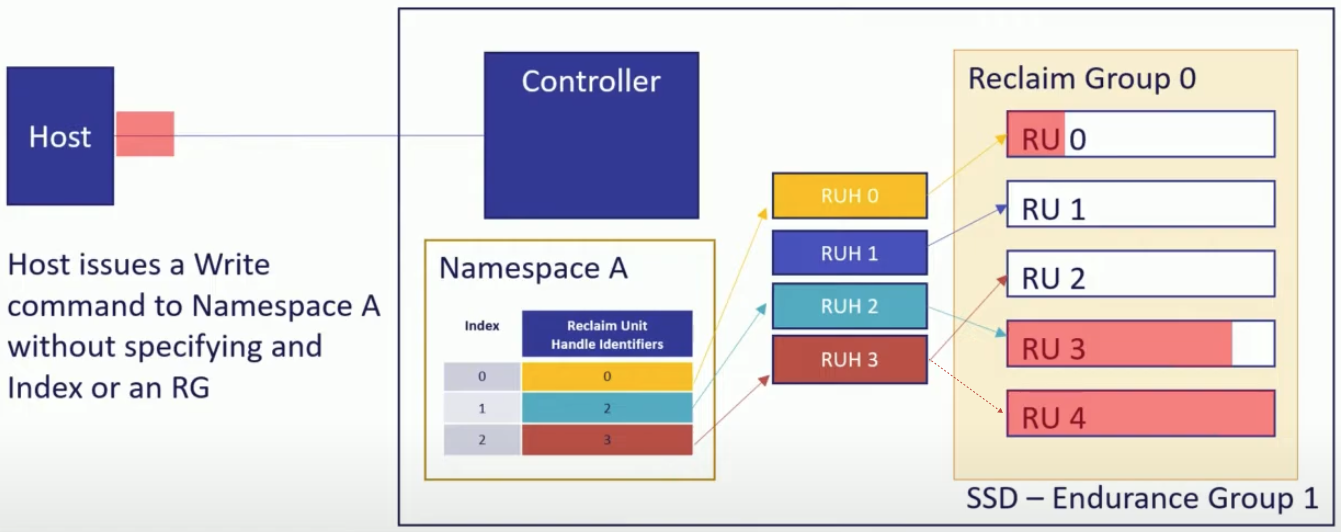 Host
Host issues a Write
command to Namespace A
without specifying and
Index or an RG
Controller
Namespace A
Index
Reclaim Unit
Handle Identifiers
0 0
1 2
2 3
RUH 0
RUH 1
RUH 2
RUH 3
Reclaim Group 0
RU 0
RU 1
RU 2
RU 3
RU 4
SSD – Endurance Group 1